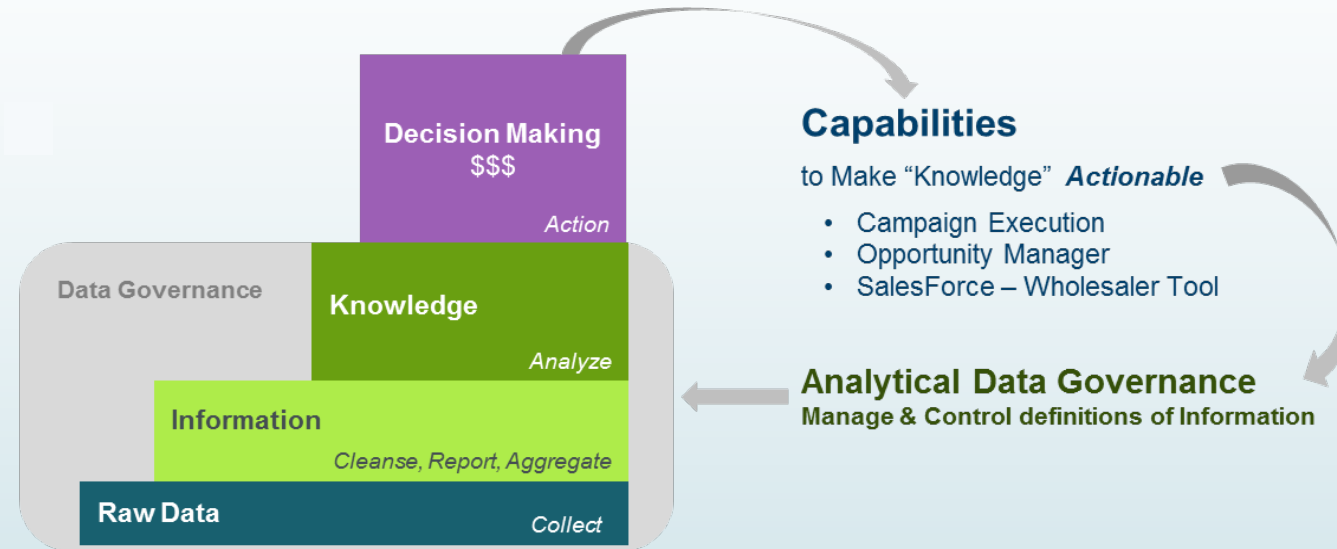 Decision Making
$$$
Action
Data Governance
Knowledge
Analyze
Information
Cleanse, Report, Aggregate
Raw Data
Collect
Capabilities
to Make “Knowledge” Actionable
• Campaign Execution
• Opportunity Manager
• SalesForce – Wholesaler Tool
Analytical Data Governance
Manage & Control definitions of Information